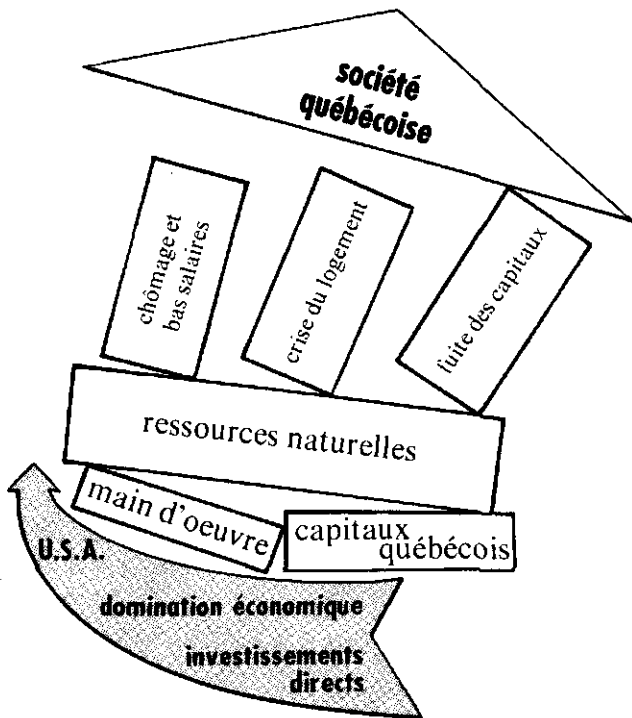 société
québécoise
chômage et
bas salaires
crise du logement
fuite des capitaux
ressources naturelles
main d'oeuvre
capitaux
québécois
U.S.A.
domination économique
investissements
directs